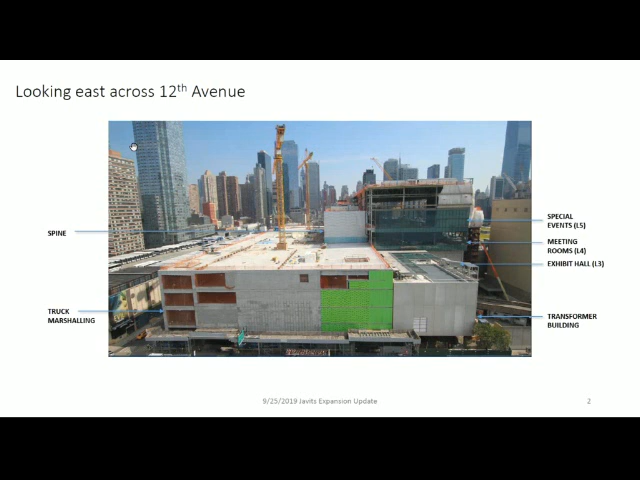 Looking east across 12th Avenue
SPINE
TRUCK
MARSHALLING
SPECIAL
EVENTS (L5)
MEETING
ROOMS (L4)
EXHIBIT HALL (L3)
TRANSFORMER
BUILDING
9/25/2019 Javits Expansion Update
2